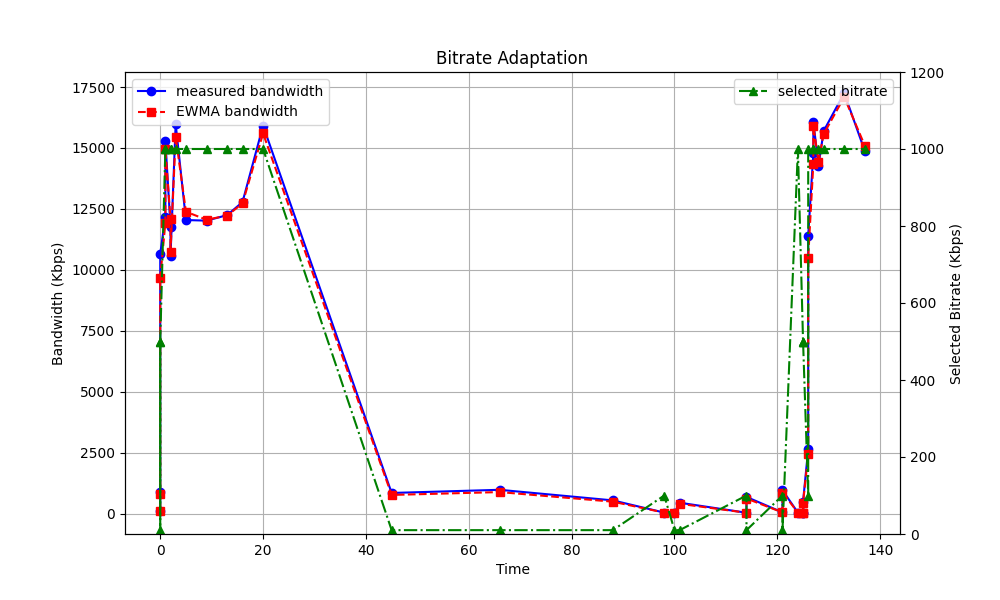 Bitrate Adaptation
measured bandwidth
EWMA bandwidth
selected bitrate
Bandwidth (Kbps)
17500
15000
12500
10000
7500
5000
2500
0
Selected Bitrate (Kbps)
1200
1000
800
600
400
200
0
0 20 40 60 80 100 120 140
Time